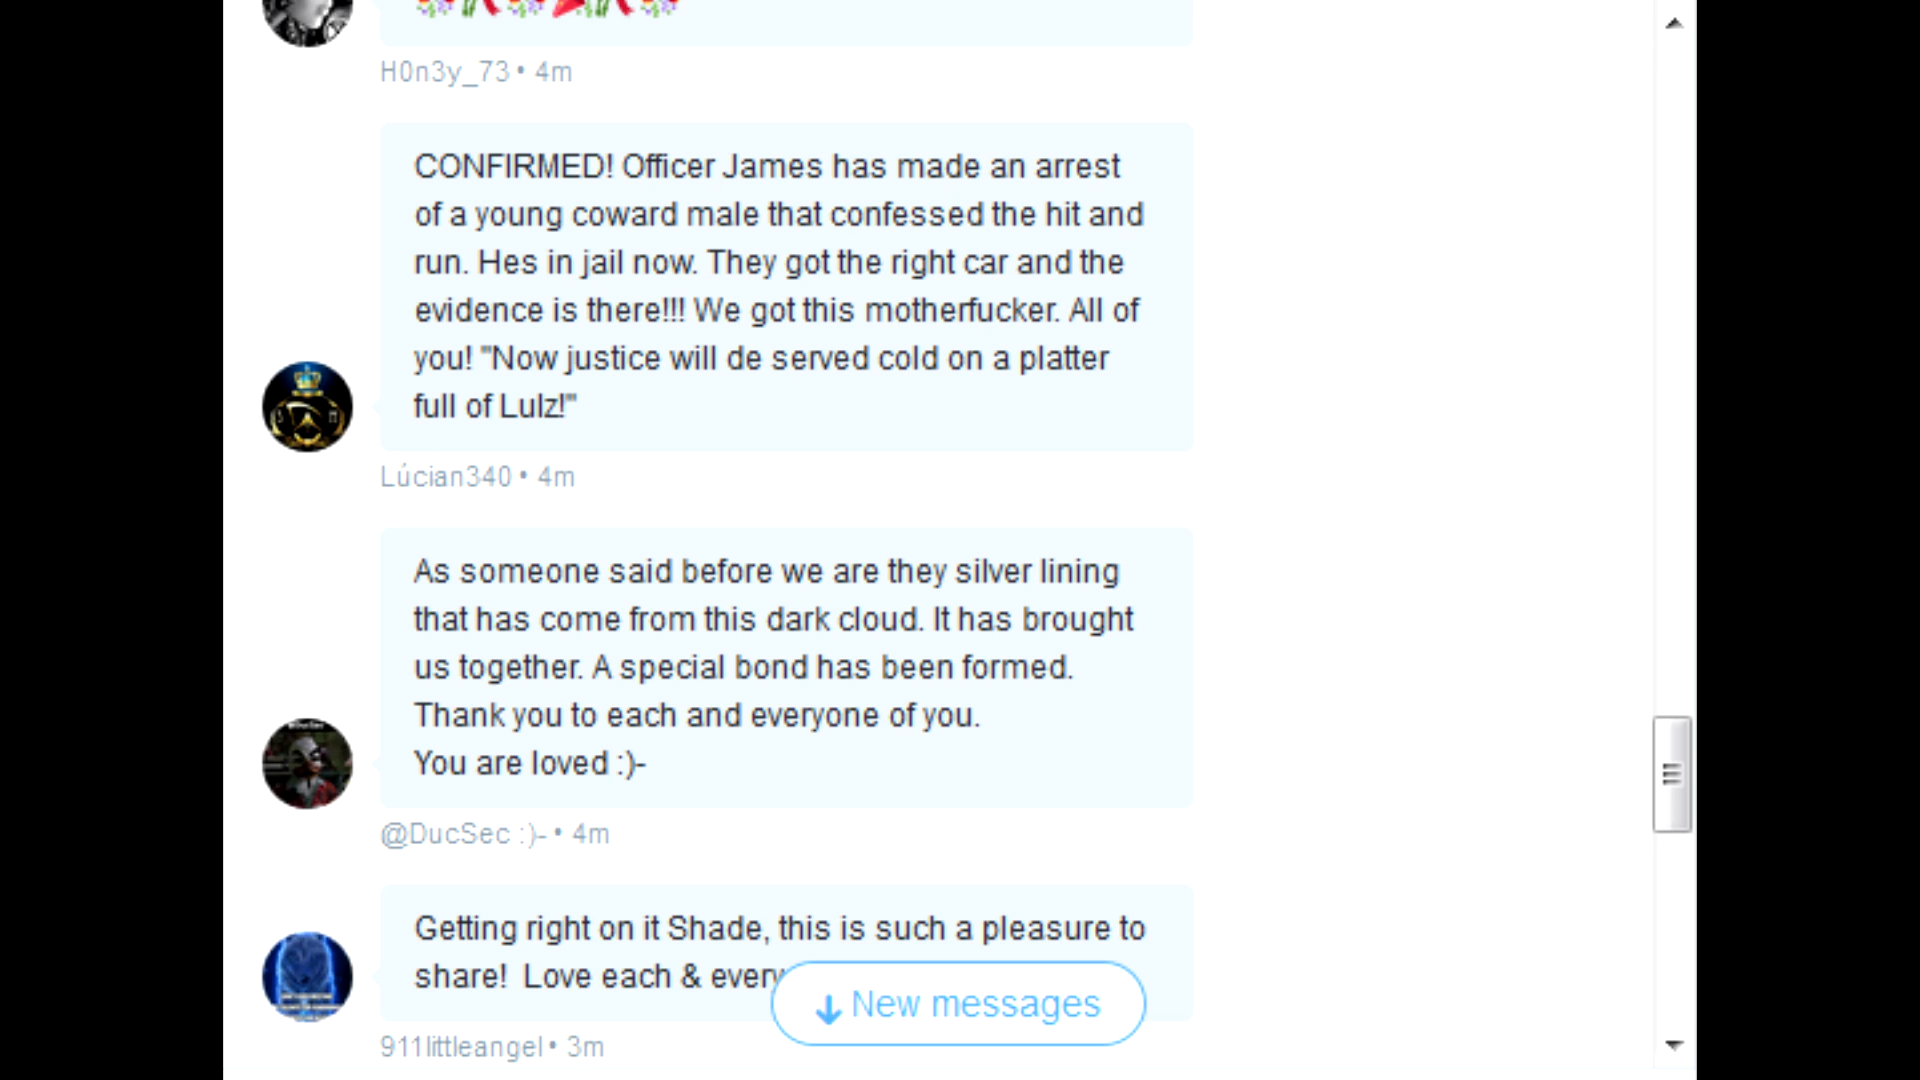 H0n3y_73 • 4m
CONFIRMED! Officer James has made an arrest
of a young coward male that confessed the hit and
run. Hes in jail now. They got the right car and the
evidence is there!!! We got this motherfucker. All of
you! "Now justice will de served cold on a platter
full of Lulz!"
Lúcian340 • 4m
As someone said before we are they silver lining
that has come from this dark cloud. It has brought
us together. A special bond has been formed.
Thank you to each and everyone of you.
You are loved :)-
@DucSec :)- • 4m
Getting right on it Shade, this is such a pleasure to
share! Love each & every
New messages
911littleangel • 3m